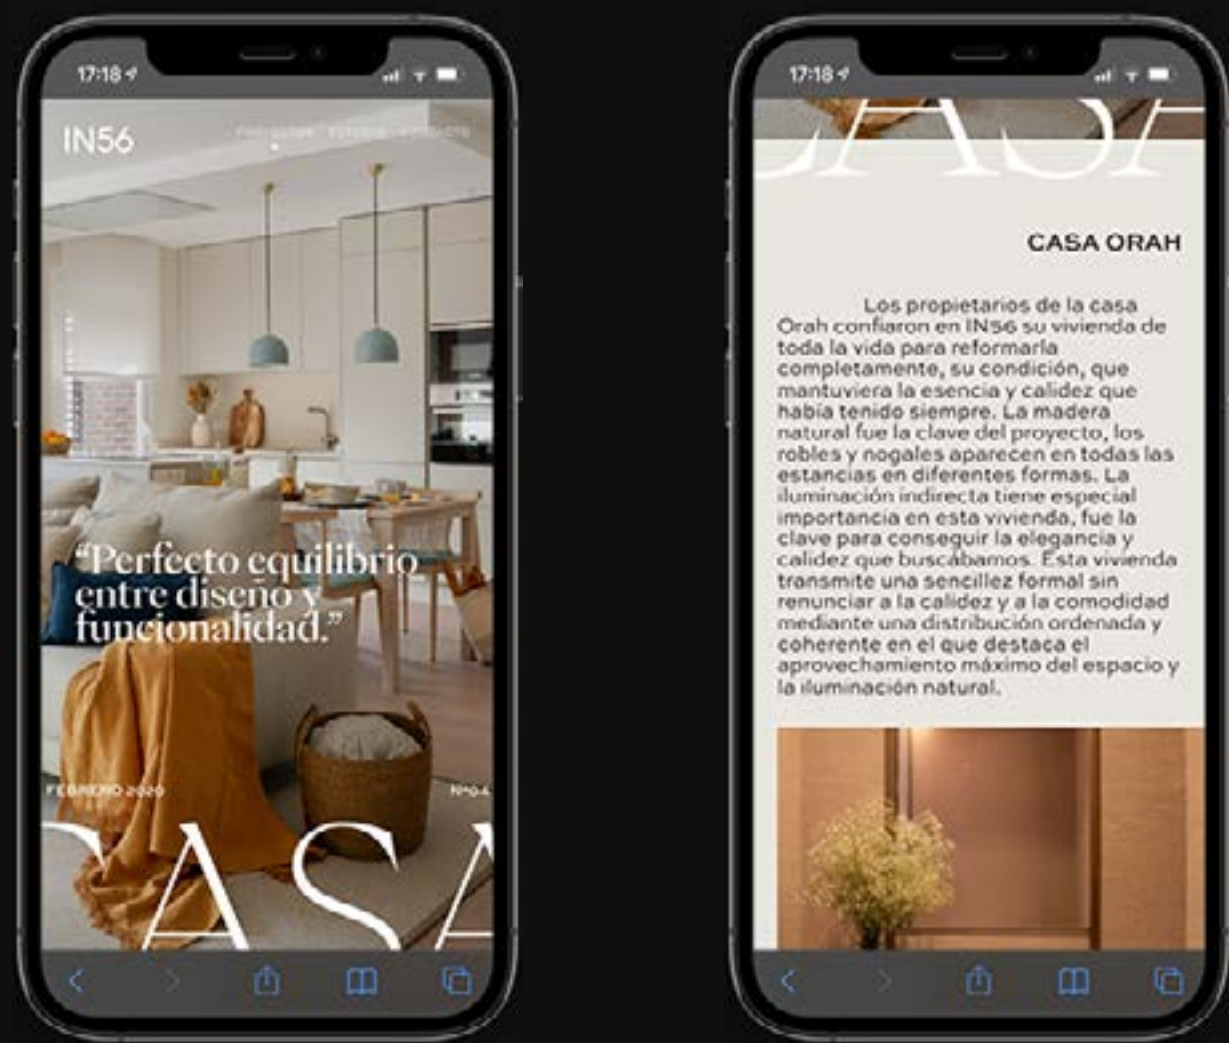 17:18
IN56
PROYECTOS ESTUDIO CONTACTO
“Perfecto equilibrio
entre diseño y
funcionalidad.”
FEBRERO 2020
Nº04
CASA
17:18
CASA
CASA ORAH
Los propietarios de la casa
Orah confiaron en IN56 su vivienda de
toda la vida para reformarla
completamente, su condición, que
mantuviera la esencia y calidez que
había tenido siempre. La madera
natural fue la clave del proyecto, los
robles y nogales aparecen en todas las
estancias en diferentes formas. La
iluminación indirecta tiene especial
importancia en esta vivienda, fue la
clave para conseguir la elegancia y
calidez que buscábamos. Esta vivienda
transmite una sencillez formal sin
renunciar a la calidez y a la comodidad
mediante una distribución ordenada y
coherente en el que destaca el
aprovechamiento máximo del espacio y
la iluminación natural.